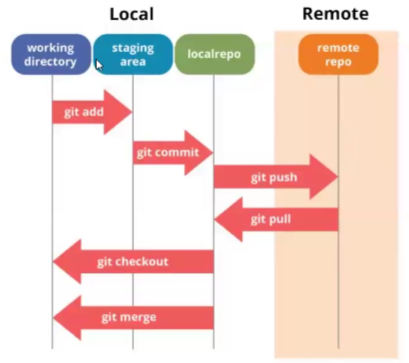 Local
Remote
working
directory
staging
area
localrepo
remote
repo
git add
git commit
git push
git pull
git checkout
git merge